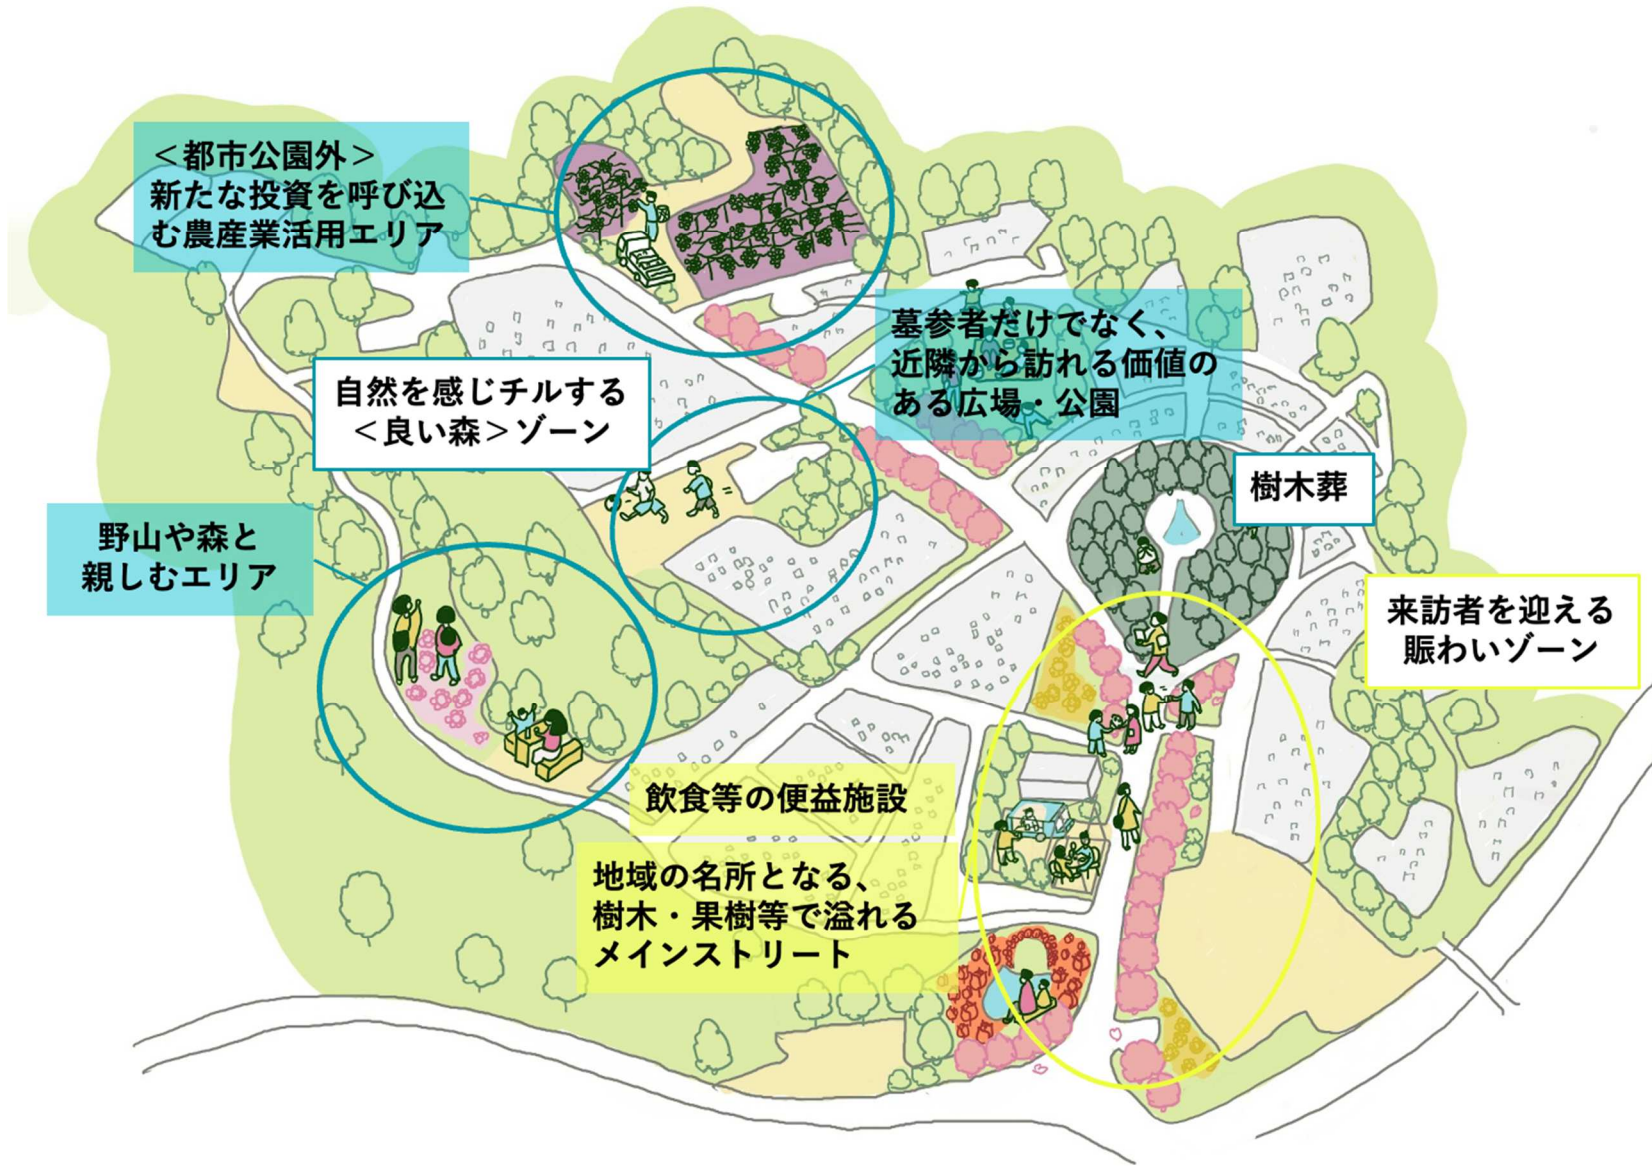 ＜都市公園外＞
新たな投資を呼び込
む農産業活用エリア
墓参者だけでなく、
近隣から訪れる価値の
ある広場・公園
自然を感じチルする
＜良い森＞ゾーン
樹木葬
野山や森と
親しむエリア
来訪者を迎える
賑わいゾーン
飲食等の便益施設
地域の名所となる、
樹木・果樹等で溢れる
メインストリート